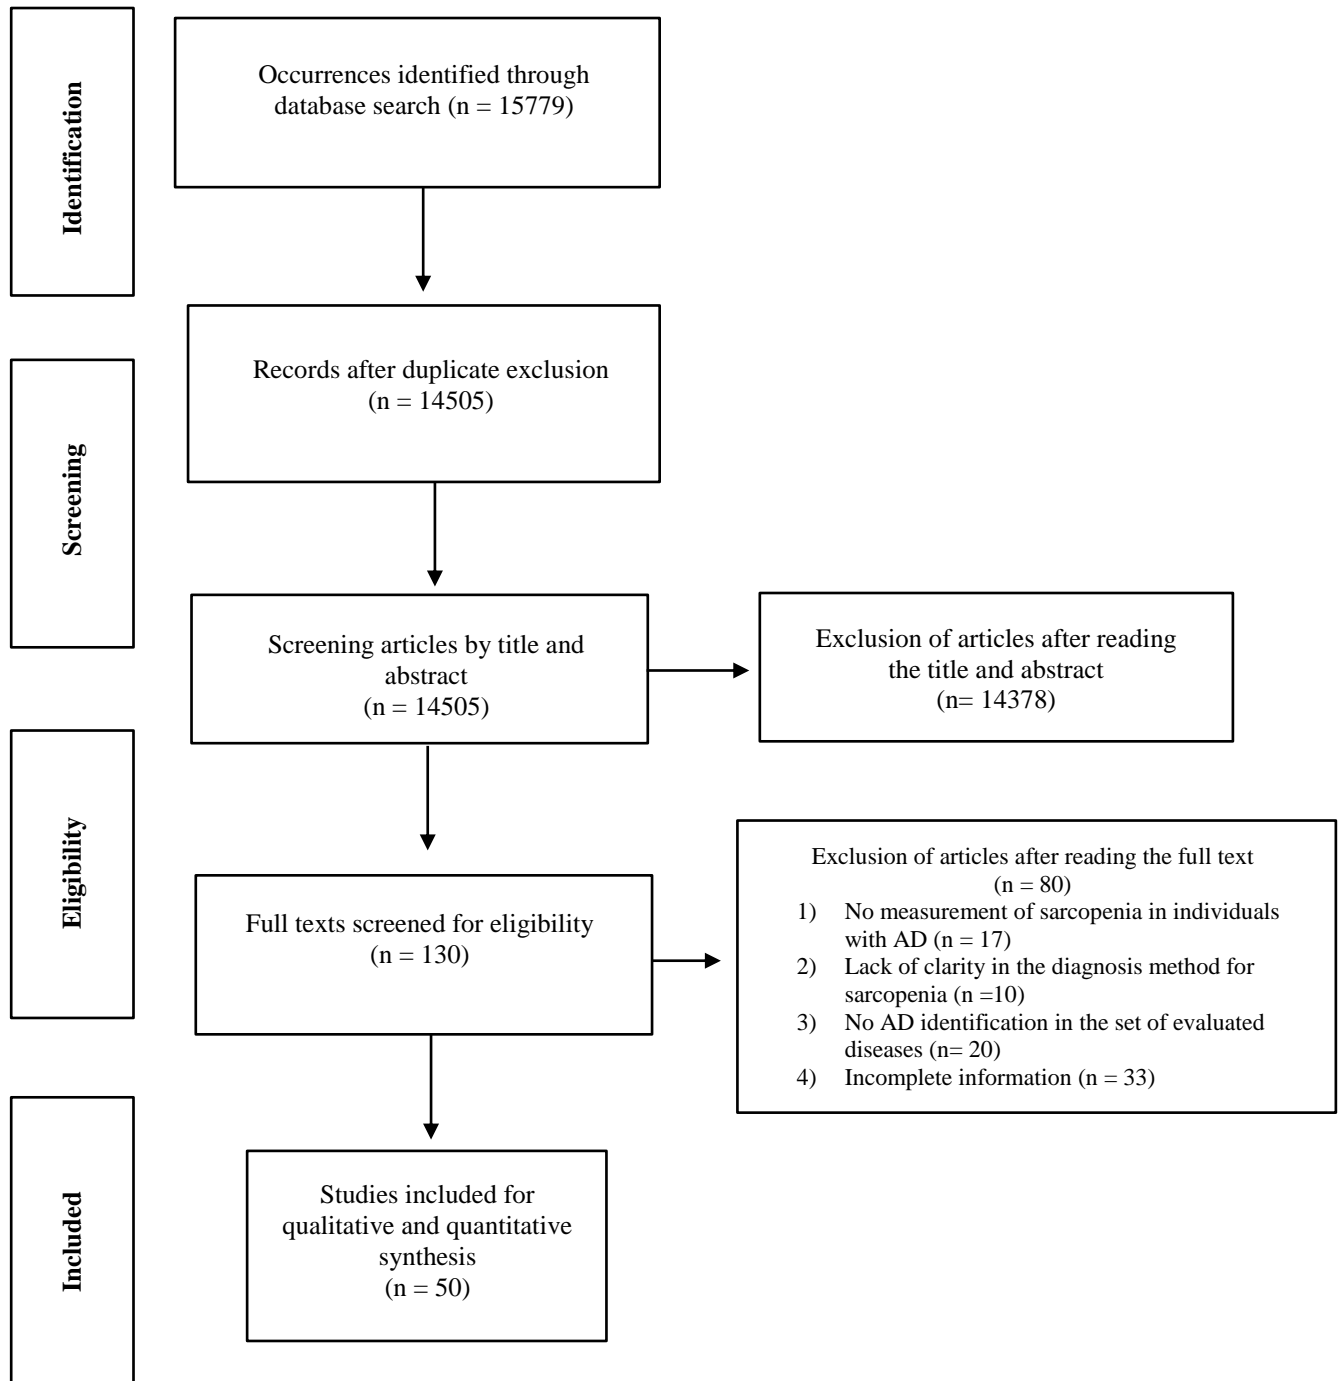 Identification
Occurrences identified through
database search (n = 15779)
Records after duplicate exclusion
(n = 14505)
Screening
Screening articles by title and
abstract
(n = 14505)
Exclusion of articles after reading
the title and abstract
(n= 14378)
Eligibility
Full texts screened for eligibility
(n = 130)
Exclusion of articles after reading the full text
(n = 80)
1) No measurement of sarcopenia in individuals
with AD (n = 17)
2) Lack of clarity in the diagnosis method for
sarcopenia (n =10)
3) No AD identification in the set of evaluated
diseases (n= 20)
4) Incomplete information (n = 33)
Included
Studies included for
qualitative and quantitative
synthesis
(n = 50)